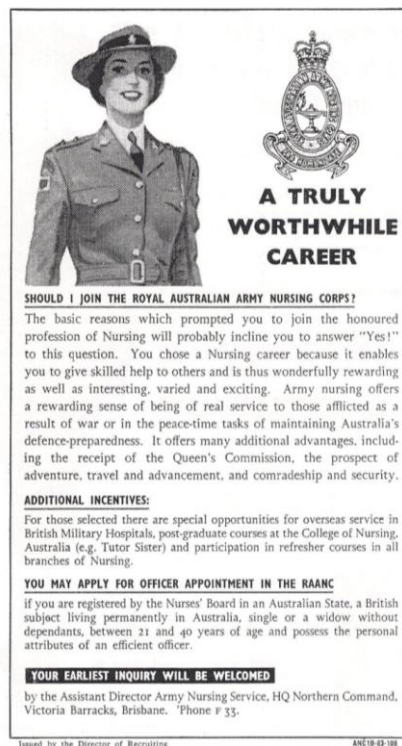 A TRULY
WORTHWHILE
CAREER
SHOULD I JOIN THE ROYAL AUSTRALIAN ARMY NURSING CORPS?
The basic reasons which prompted you to join the honoured
profession of Nursing will probably incline you to answer "Yes!"
to this question. You chose a Nursing career because it enables
you to give skilled help to others and is thus wonderfully rewarding
as well as interesting, varied and exciting. Army nursing offers
a rewarding sense of being of real service to those afflicted as a
result of war or in the peace-time tasks of maintaining Australia's
defence-preparedness. It offers many additional advantages, includ-
ing the receipt of the Queen's Commission, the prospect of
adventure, travel and advancement, and comradeship and security.
ADDITIONAL INCENTIVES:
For those selected there are special opportunities for overseas service in
British Military Hospitals, post-graduate courses at the College of Nursing,
Australia (e.g. Tutor Sister) and participation in refresher courses in all
branches of Nursing.
YOU MAY APPLY FOR OFFICER APPOINTMENT IN THE RAANC
if you are registered by the Nurses' Board in an Australian State, a British
subject living permanently in Australia, single or a widow without
dependants, between 21 and 40 years of age and possess the personal
attributes of an efficient officer.
YOUR EARLIEST INQUIRY WILL BE WELCOMED
by the Assistant Director Army Nursing Service, HQ Northern Command,
Victoria Barracks, Brisbane. 'Phone F 33.
Issued by the Director of Recruiting